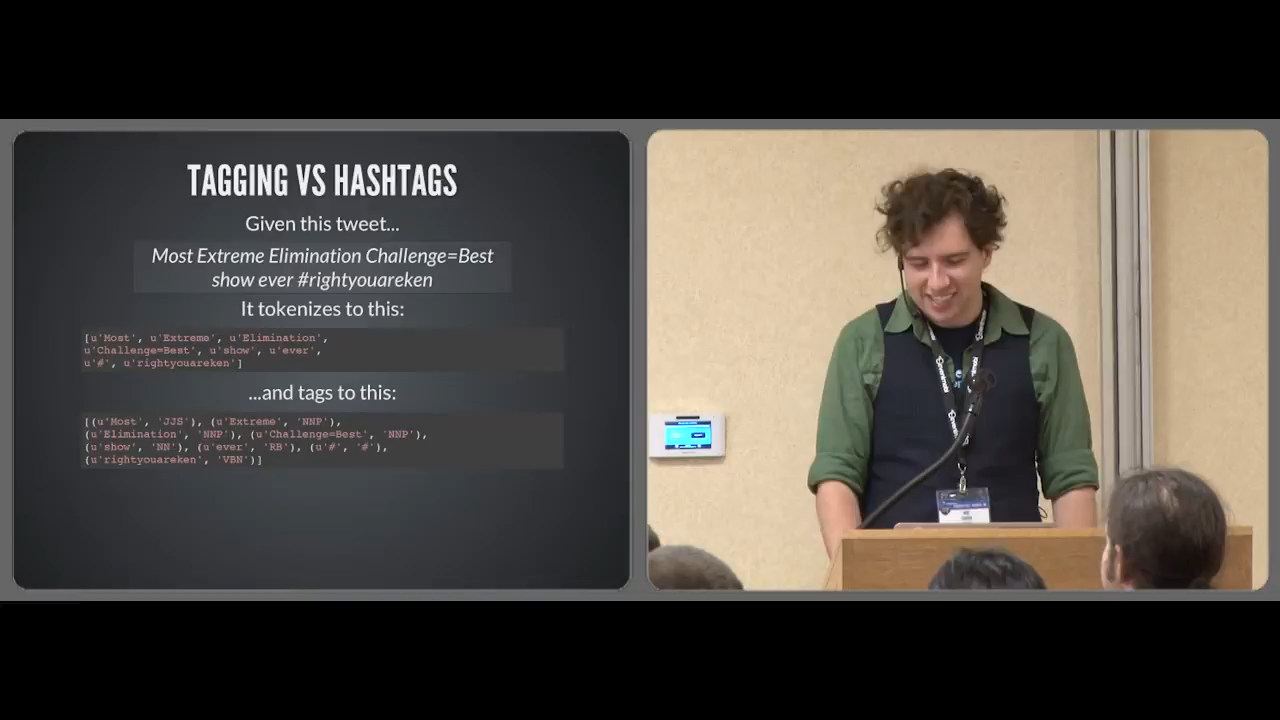 TAGGING VS HASHTAGS
Given this tweet...
Most Extreme Elimination Challenge=Best
show ever #rightyouareken
It tokenizes to this:
[u'Most', u'Extreme', u'Elimination',
u'Challenge=Best', u'show', u'ever',
u'#', u'rightyouareken']
...and tags to this:
[(u'Most', 'JJS'), (u'Extreme', 'NNP'),
(u'Elimination', 'NNP'), (u'Challenge=Best', 'NNP'),
(u'show', 'NN'), (u'ever', 'RB'), (u'#', '#'),
(u'rightyouareken', 'VBN')]